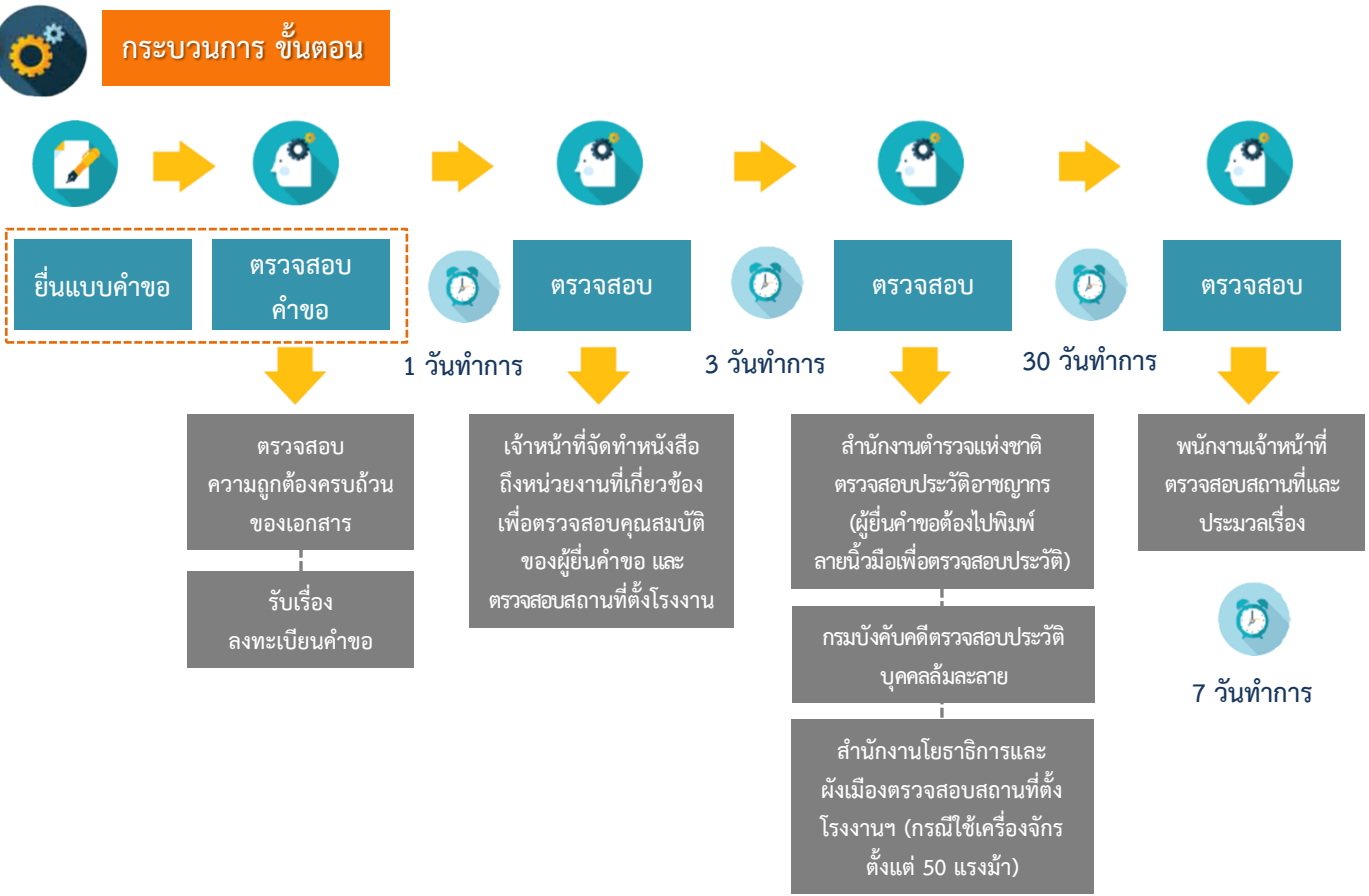 กระบวนการ ขั้นตอน
ยื่นแบบคำขอ
ตรวจสอบ
คำขอ
1 วันทำการ
ตรวจสอบ
3 วันทำการ
ตรวจสอบ
30 วันทำการ
ตรวจสอบ
ตรวจสอบ
ความถูกต้องครบถ้วน
ของเอกสาร
รับเรื่อง
ลงทะเบียนคำขอ
เจ้าหน้าที่จัดทำหนังสือ
ถึงหน่วยงานที่เกี่ยวข้อง
เพื่อตรวจสอบคุณสมบัติ
ของผู้ยื่นคำขอ และ
ตรวจสอบสถานที่ตั้งโรงงาน
สำนักงานตำรวจแห่งชาติ
ตรวจสอบประวัติอาชญากร
(ผู้ยื่นคำขอต้องไปพิมพ์
ลายนิ้วมือเพื่อตรวจสอบประวัติ)
กรมบังคับคดีตรวจสอบประวัติ
บุคคลล้มละลาย
สำนักงานโยธาธิการและ
ผังเมืองตรวจสอบสถานที่ตั้ง
โรงงานฯ (กรณีใช้เครื่องจักร
ตั้งแต่ 50 แรงม้า)
พนักงานเจ้าหน้าที่
ตรวจสอบสถานที่และ
ประมวลเรื่อง
7 วันทำการ